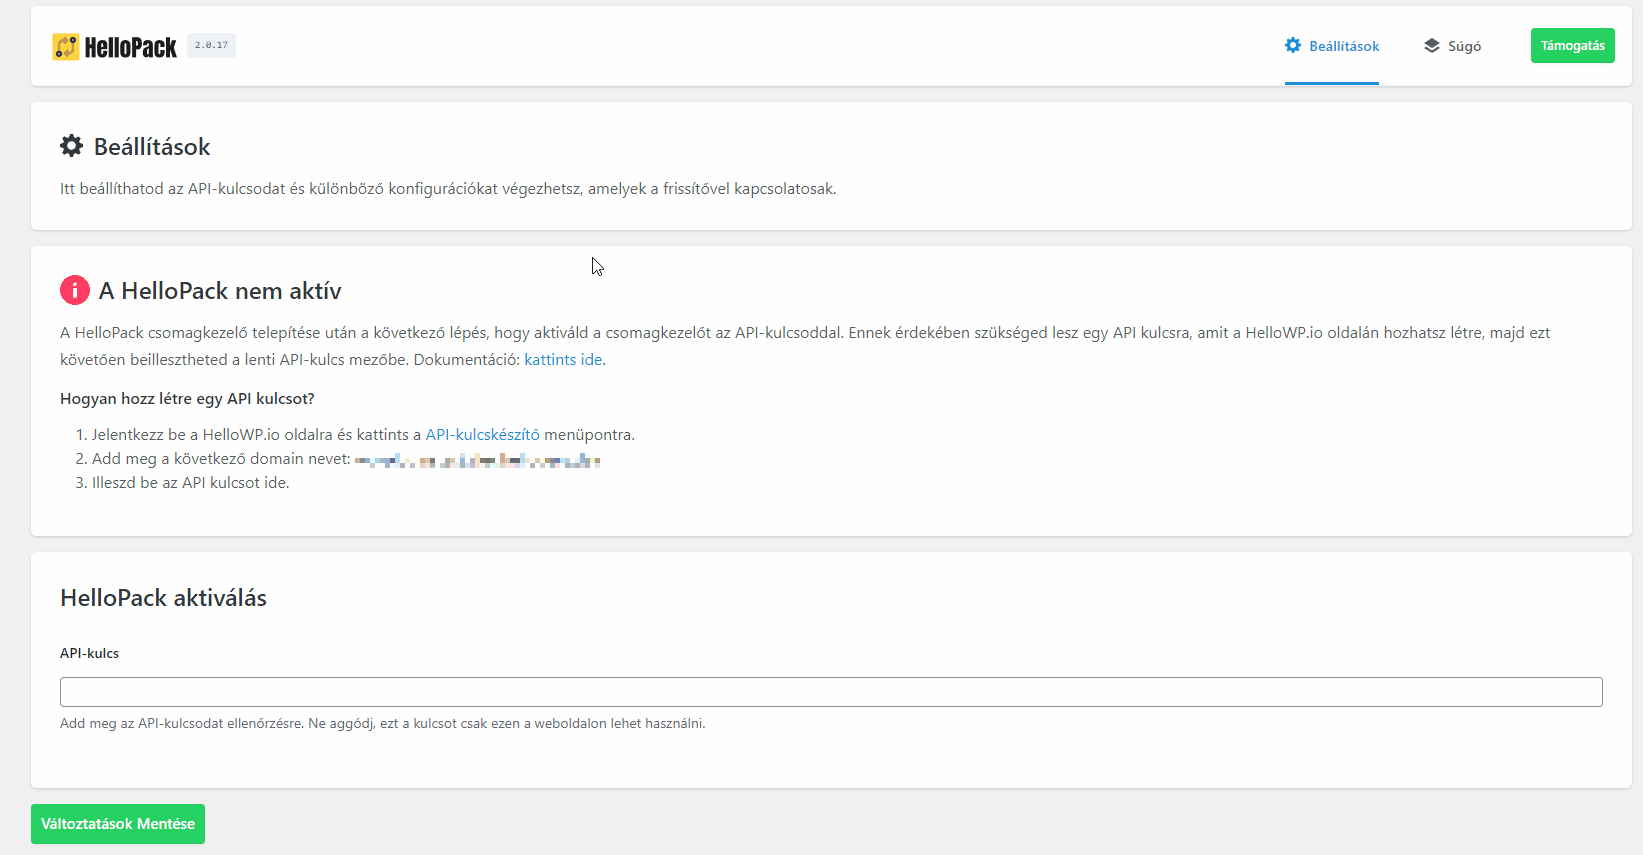 HelloPack 2.0.17
Beállítások
Súgó
Támogatás
Beállítások
Itt beállíthatod az API-kulcsodat és különböző konfigurációkat végezhetsz, amelyek a frissítővel kapcsolatosak.
A HelloPack nem aktív
A HelloPack csomagkezelő telepítése után a következő lépés, hogy aktiváld a csomagkezelőt az API-kulcsoddal. Ennek érdekében szükséged lesz egy API kulcsra, amit a HelloWP.io oldalán hozhatsz létre, majd ezt
követően beillesztheted a lenti API-kulcs mezőbe. Dokumentáció: kattints ide.
Hogyan hozz létre egy API kulcsot?
1. Jelentkezz be a HelloWP.io oldalra és kattints a API-kulcskészítő menüpontra.
2. Add meg a következő domain nevet:
3. Illeszd be az API kulcsot ide.
HelloPack aktiválás
API-kulcs
Add meg az API-kulcsodat ellenőrzésre. Ne aggódj, ezt a kulcsot csak ezen a weboldalon lehet használni.
Változtatások Mentése